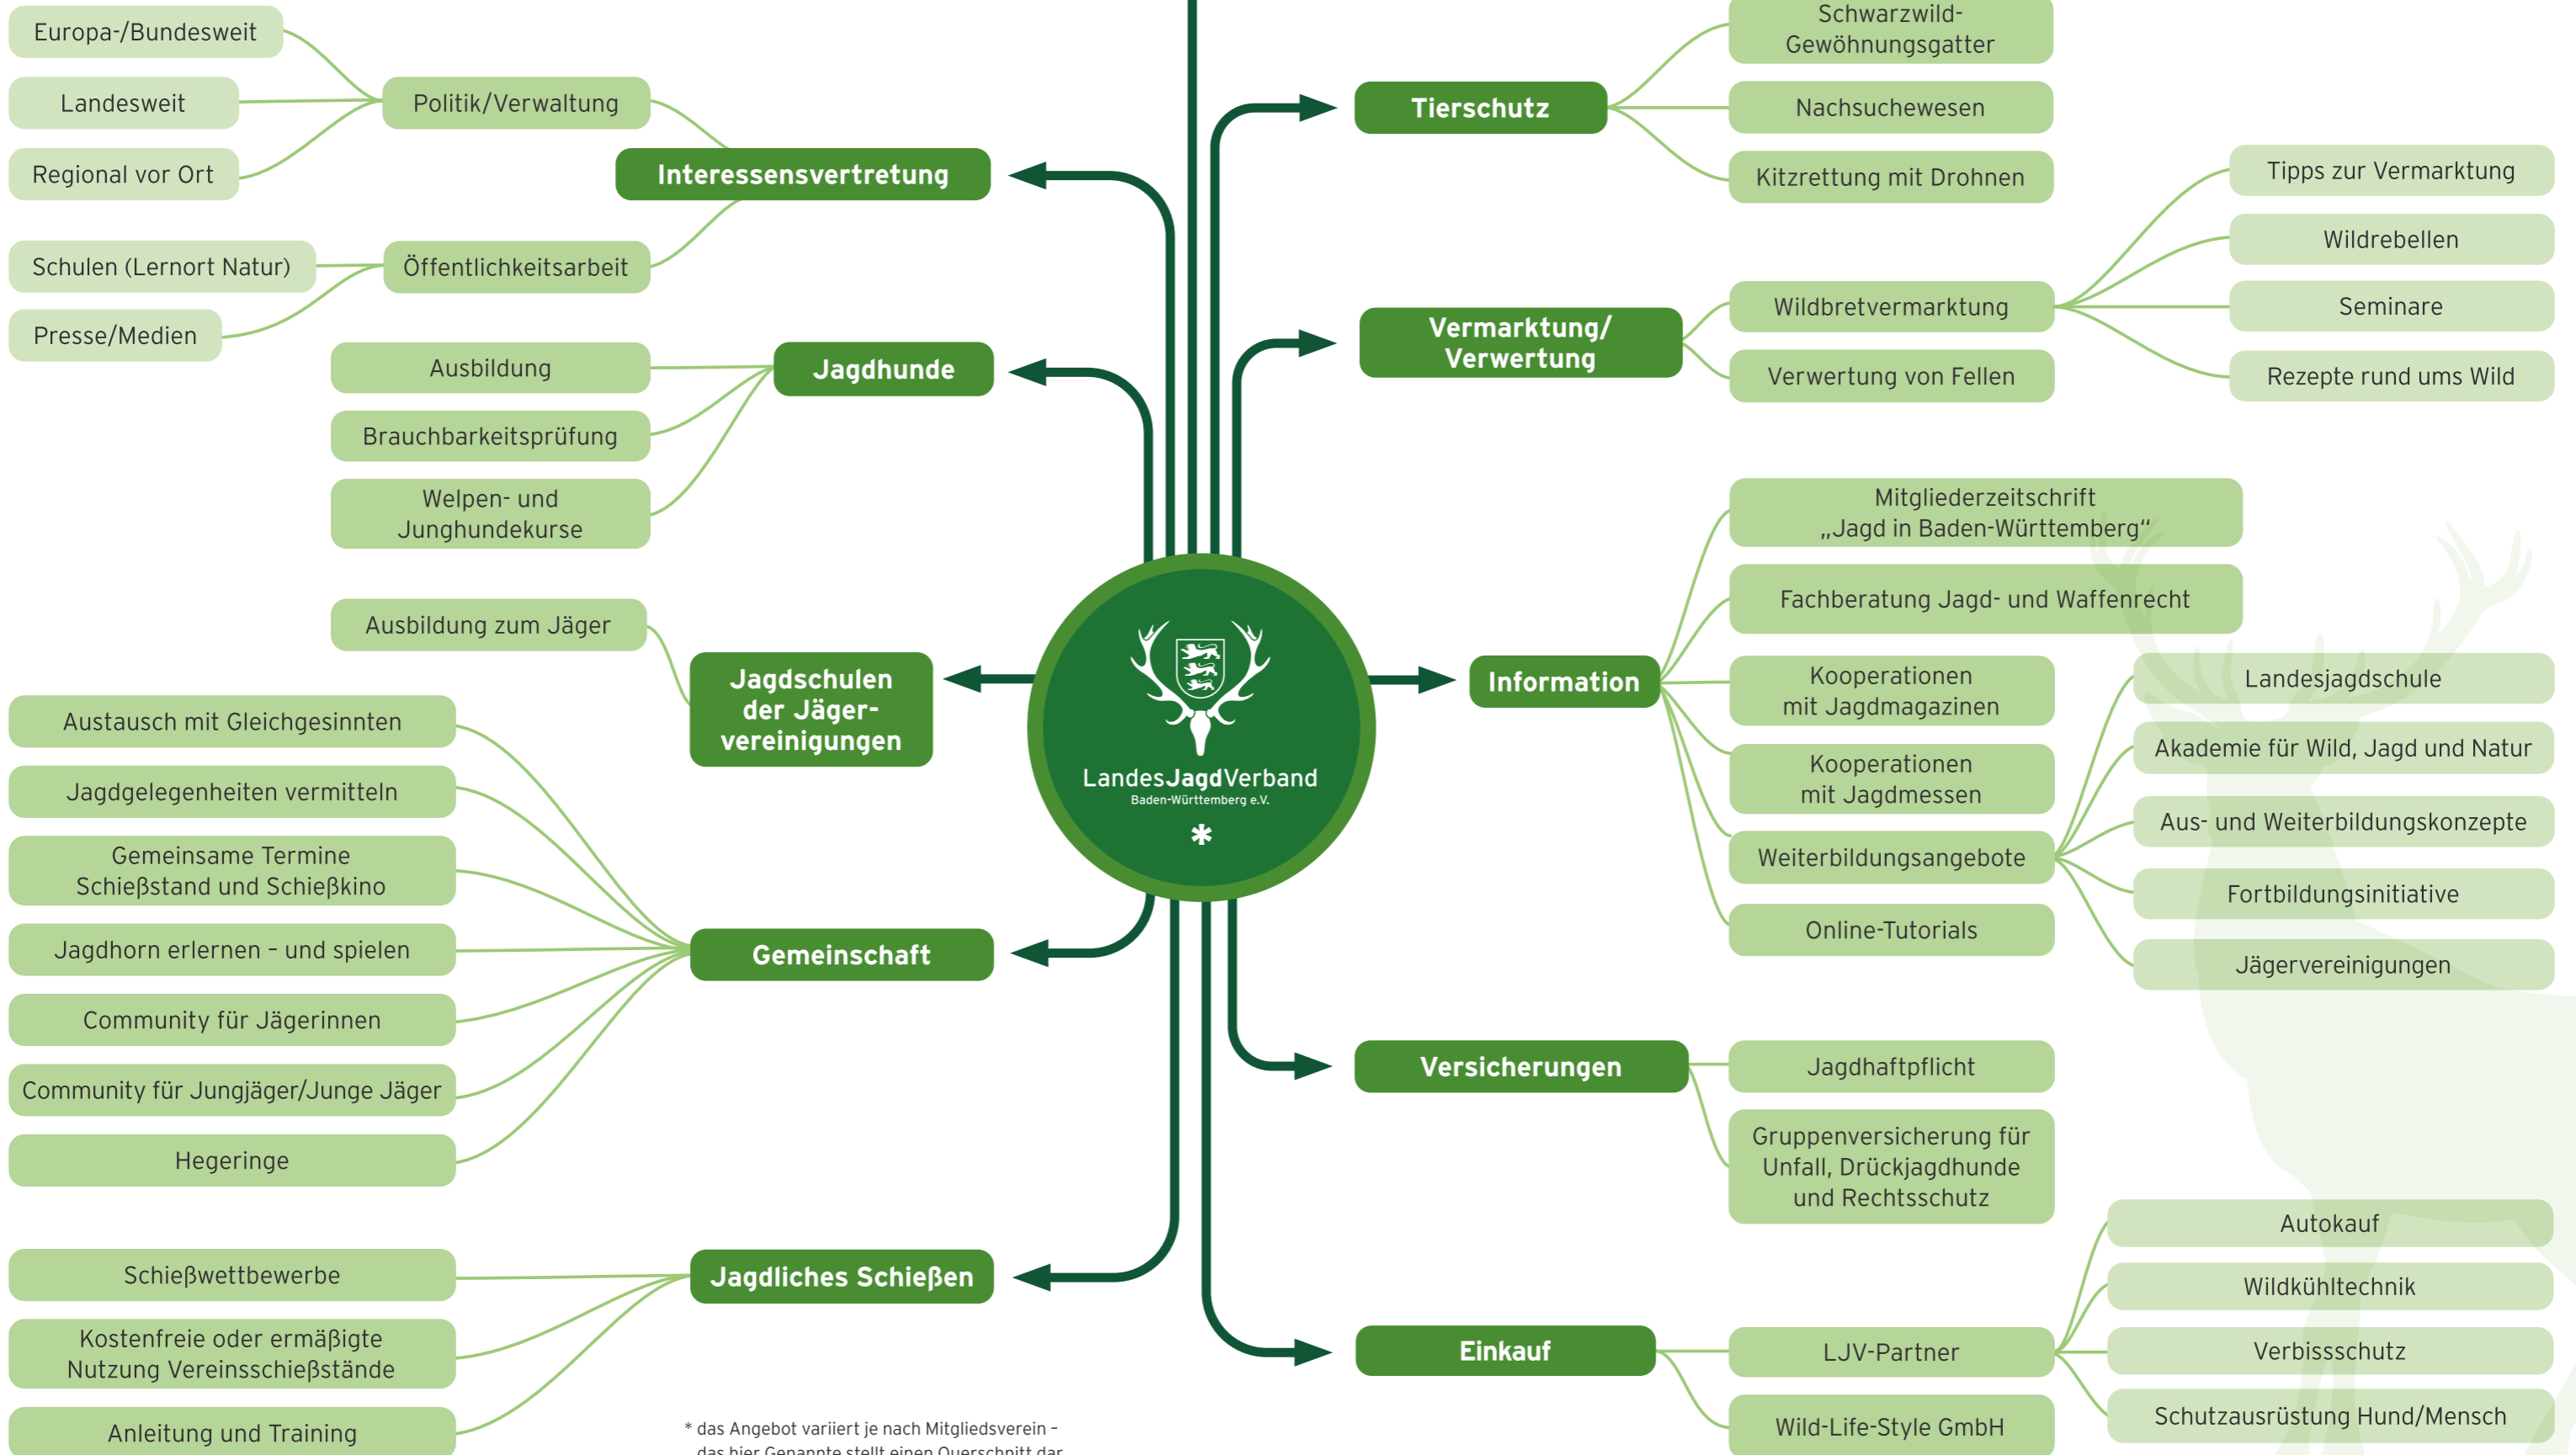 Europa-/Bundesweit
Landesweit
Regional vor Ort
Politik/Verwaltung
Interessensvertretung
Schulen (Lernort Natur)
Presse/Medien
Öffentlichkeitsarbeit
Ausbildung
Brauchbarkeitsprüfung
Welpen- und
Junghundekurse
Jagdhunde
Ausbildung zum Jäger
Jagdschulen
der Jäger-
vereinigungen
Austausch mit Gleichgesinnten
Jagdgelegenheiten vermitteln
Gemeinsame Termine
Schießstand und Schießkino
Jagdhorn erlernen – und spielen
Community für Jägerinnen
Community für Jungjäger/Junge Jäger
Hegeringe
Gemeinschaft
Schießwettbewerbe
Kostenfreie oder ermäßigte
Nutzung Vereinsschießstände
Anleitung und Training
Jagdliches Schießen
LandesJagdVerband
Baden-Württemberg e.V.
*
Tierschutz
Schwarzwild-
Gewöhnungsgatter
Nachsuchewesen
Kitzrettung mit Drohnen
Vermarktung/
Verwertung
Wildbretvermarktung
Verwertung von Fellen
Tipps zur Vermarktung
Wildrebellen
Seminare
Rezepte rund ums Wild
Information
Mitgliederzeitschrift
„Jagd in Baden-Württemberg“
Fachberatung Jagd- und Waffenrecht
Kooperationen
mit Jagdmagazinen
Kooperationen
mit Jagdmessen
Weiterbildungsangebote
Online-Tutorials
Landesjagdschule
Akademie für Wild, Jagd und Natur
Aus- und Weiterbildungskonzepte
Fortbildungsinitiative
Jägervereinigungen
Versicherungen
Jagdhaftpflicht
Gruppenversicherung für
Unfall, Drückjagdhunde
und Rechtsschutz
Einkauf
LJV-Partner
Wild-Life-Style GmbH
Autokauf
Wildkühltechnik
Verbissschutz
Schutzausrüstung Hund/Mensch
* das Angebot variiert je nach Mitgliedsverein –
das hier Genannte stellt einen Querschnitt dar